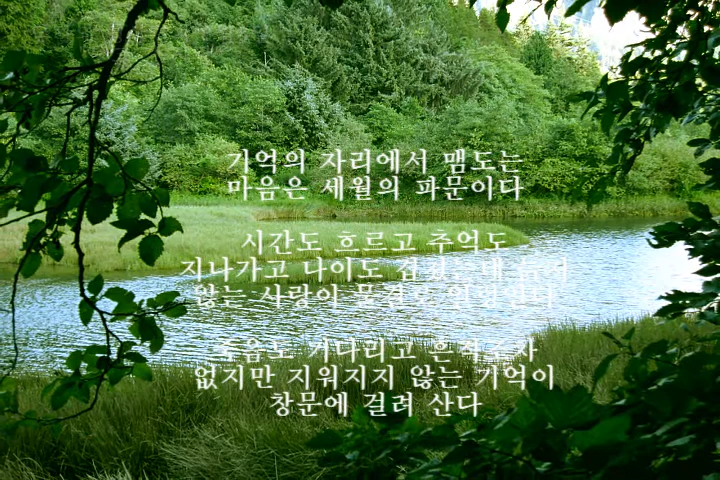 기억의 자리에서 맴도는
마음은 세월의 파문이다
시간도 흐르고 추억도
지나가고 나이도
않는 사랑이 물결로
기다리고 흔적조차
없지만 지워지지 않는 기억이
창문에 걸려 산다